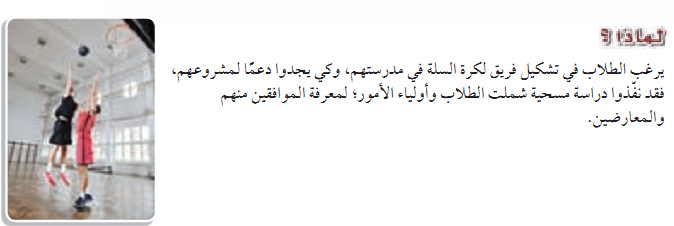 لماذا ؟
يرغب الطلاب في تشكيل فريق لكرة السلة في مدرستهم، وكي يجدوا دعمًا لمشروعهم،
فقد نفّذوا دراسة مسحية شملت الطلاب وأولياء الأمور؛ لمعرفة الموافقين منهم
والمعارضين.